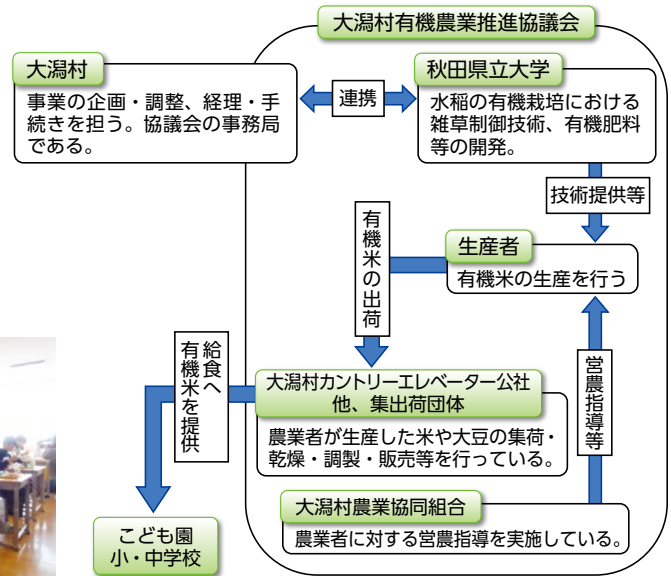 大潟村有機農業推進協議会
大潟村
事業の企画・調整、経理・手
続きを担う。協議会の事務局
である。
連携
秋田県立大学
水稲の有機栽培における
雑草制御技術、有機肥料
等の開発。
技術提供等
生産者
有機米の生産を行う
有機米の出荷
営農指導等
大潟村カントリーエレベーター公社
他、集出荷団体
農業者が生産した米や大豆の集荷・
乾燥・調製・販売等を行っている。
給食へ
有機米を提供
大潟村農業協同組合
農業者に対する営農指導を実施している。
こども園
小・中学校